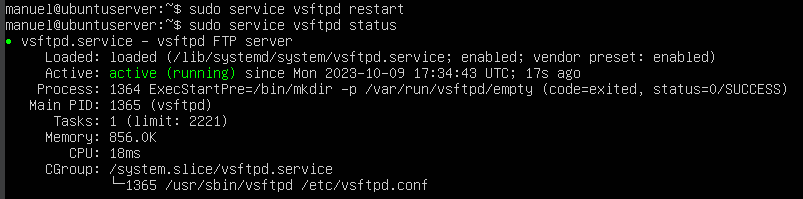 manuel@ubuntuserver:~$ sudo service vsftpd restart
manuel@ubuntuserver:~$ sudo service vsftpd status
● vsftpd.service - vsftpd FTP server
Loaded: loaded (/lib/systemd/system/vsftpd.service; enabled; vendor preset: enabled)
Active: active (running) since Mon 2023-10-09 17:34:43 UTC; 17s ago
Process: 1364 ExecStartPre=/bin/mkdir -p /var/run/vsftpd/empty (code=exited, status=0/SUCCESS)
Main PID: 1365 (vsftpd)
Tasks: 1 (limit: 2221)
Memory: 856.0K
CPU: 18ms
CGroup: /system.slice/vsftpd.service
└─1365 /usr/sbin/vsftpd /etc/vsftpd.conf